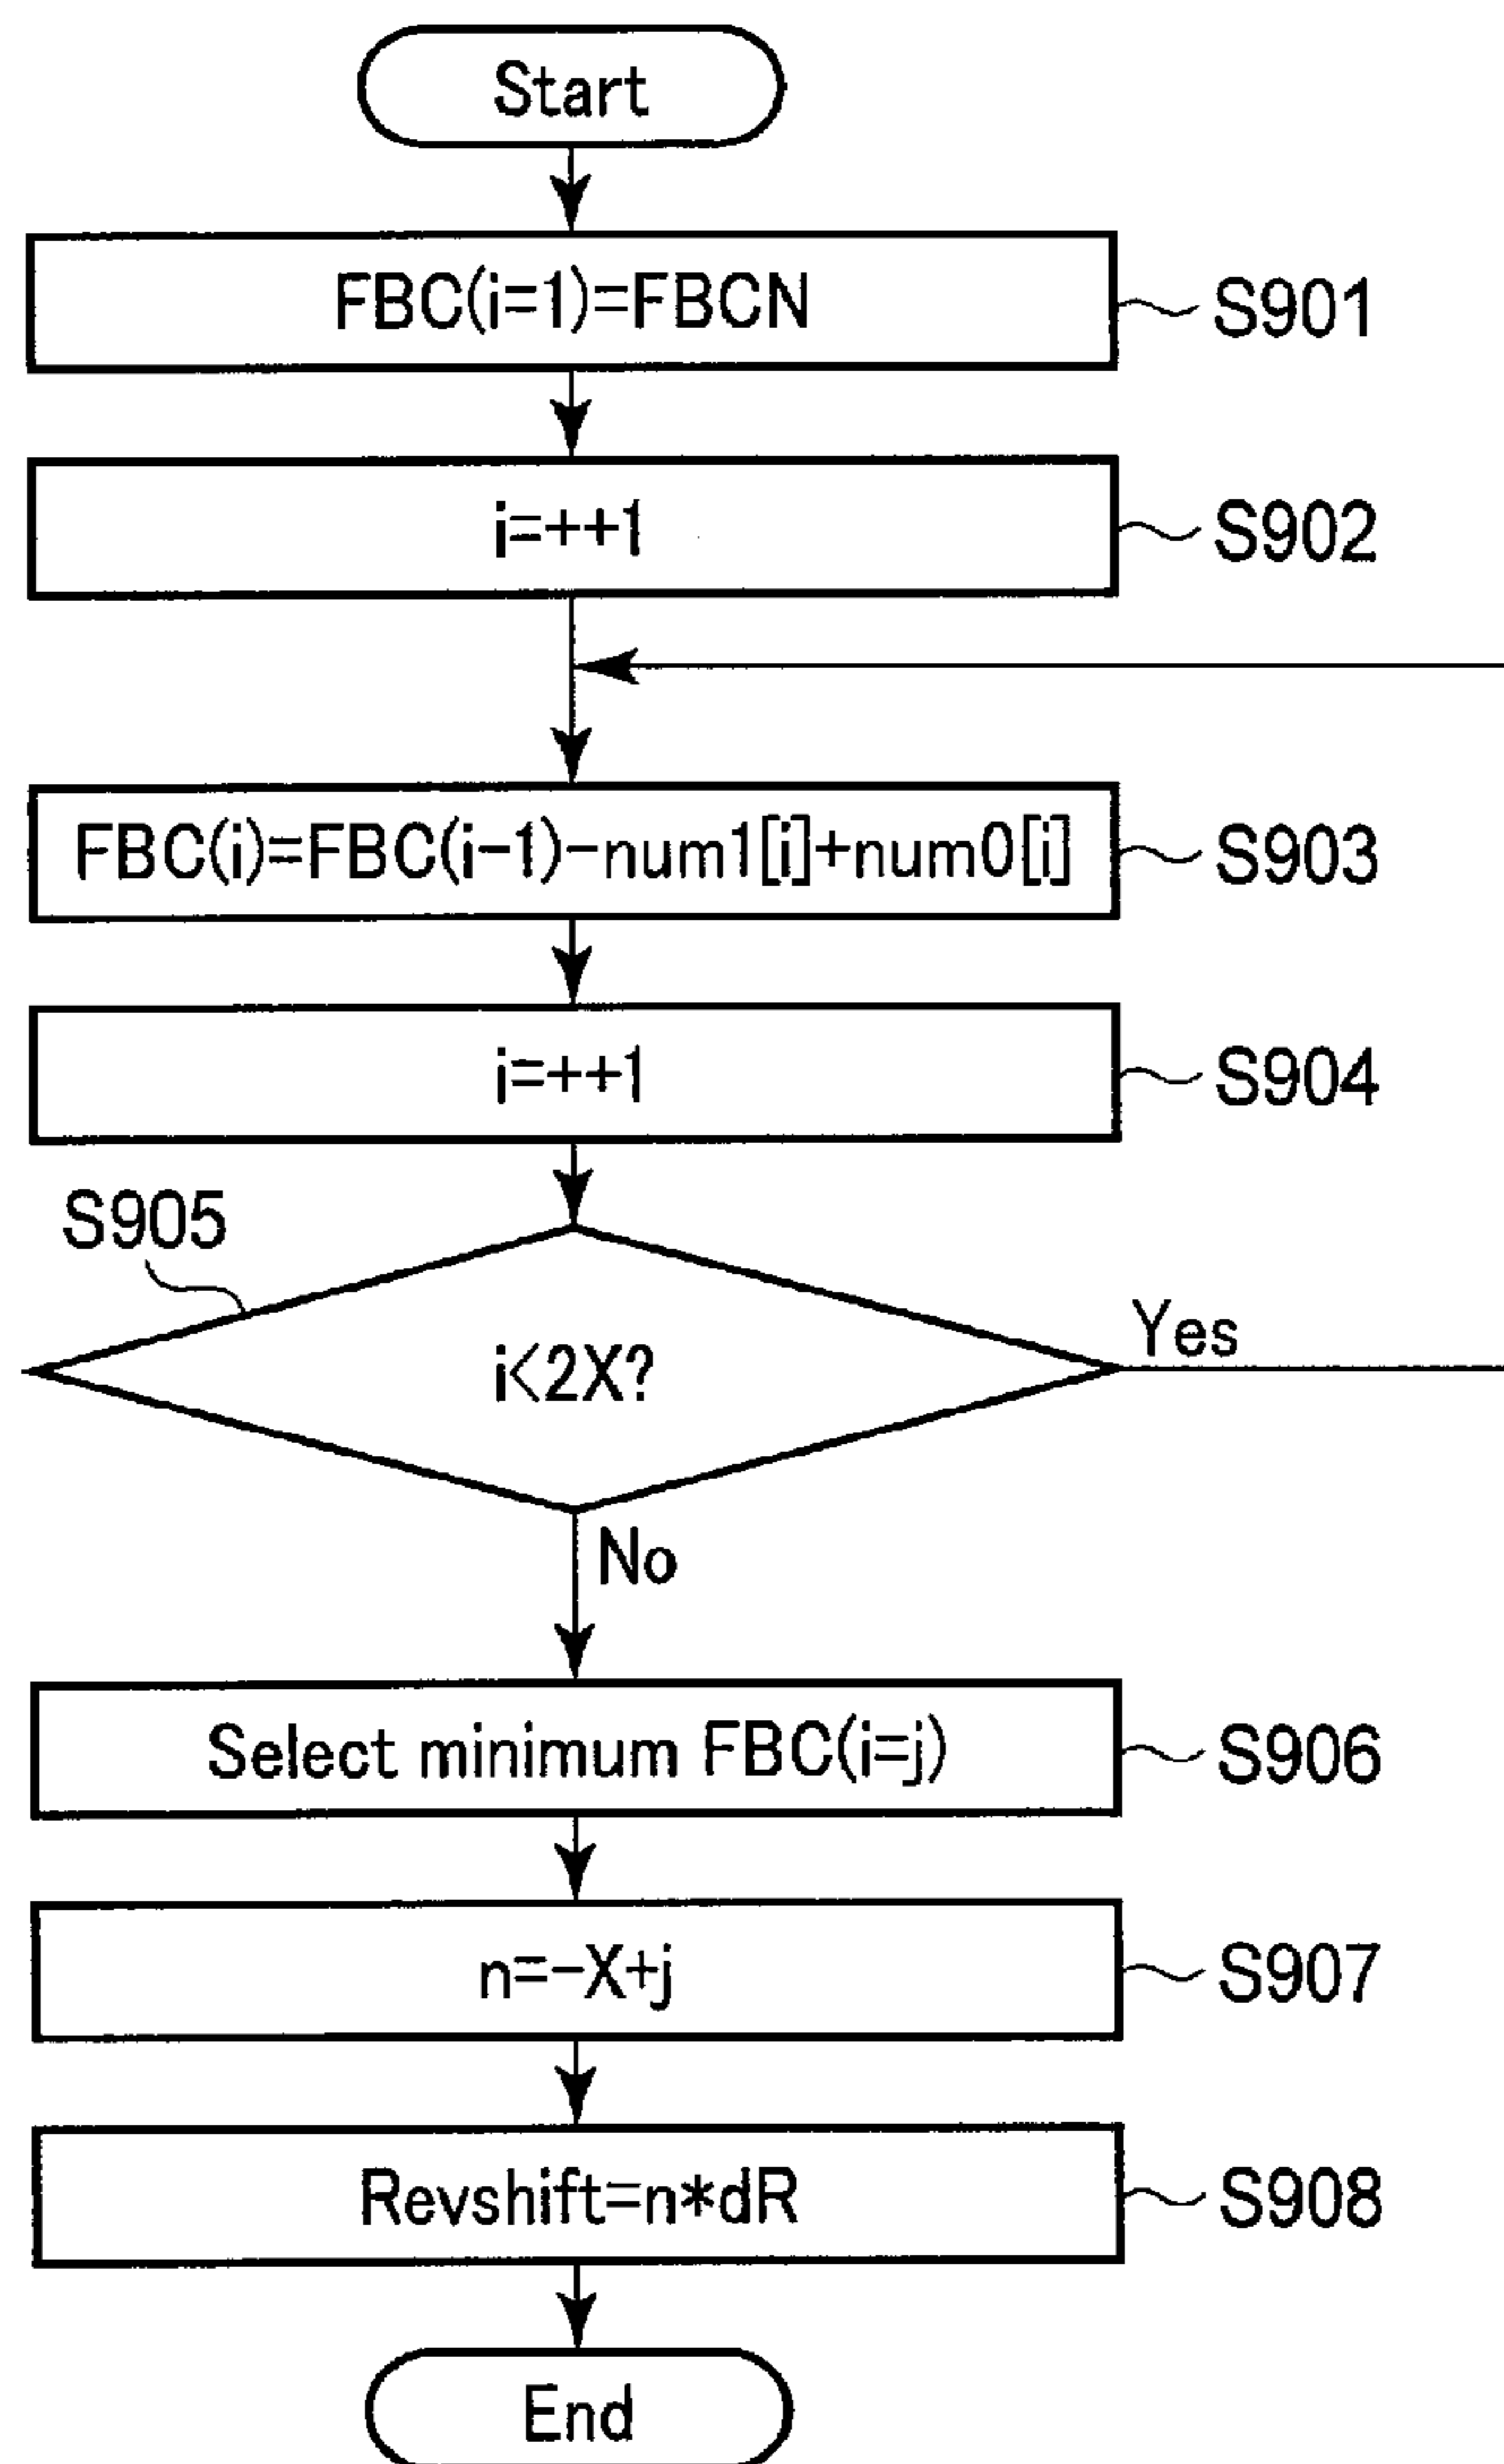 Start
FBC(i=1)=FBCN
S901
i=++1
S902
FBC(i)=FBC(i-1)-num1[i]+num0[i]
S903
i=++1
S904
S905
i<2X?
Yes
No
Select minimum FBC(i=j)
S906
n=-X+j
S907
Revshift=n*dR
S908
End